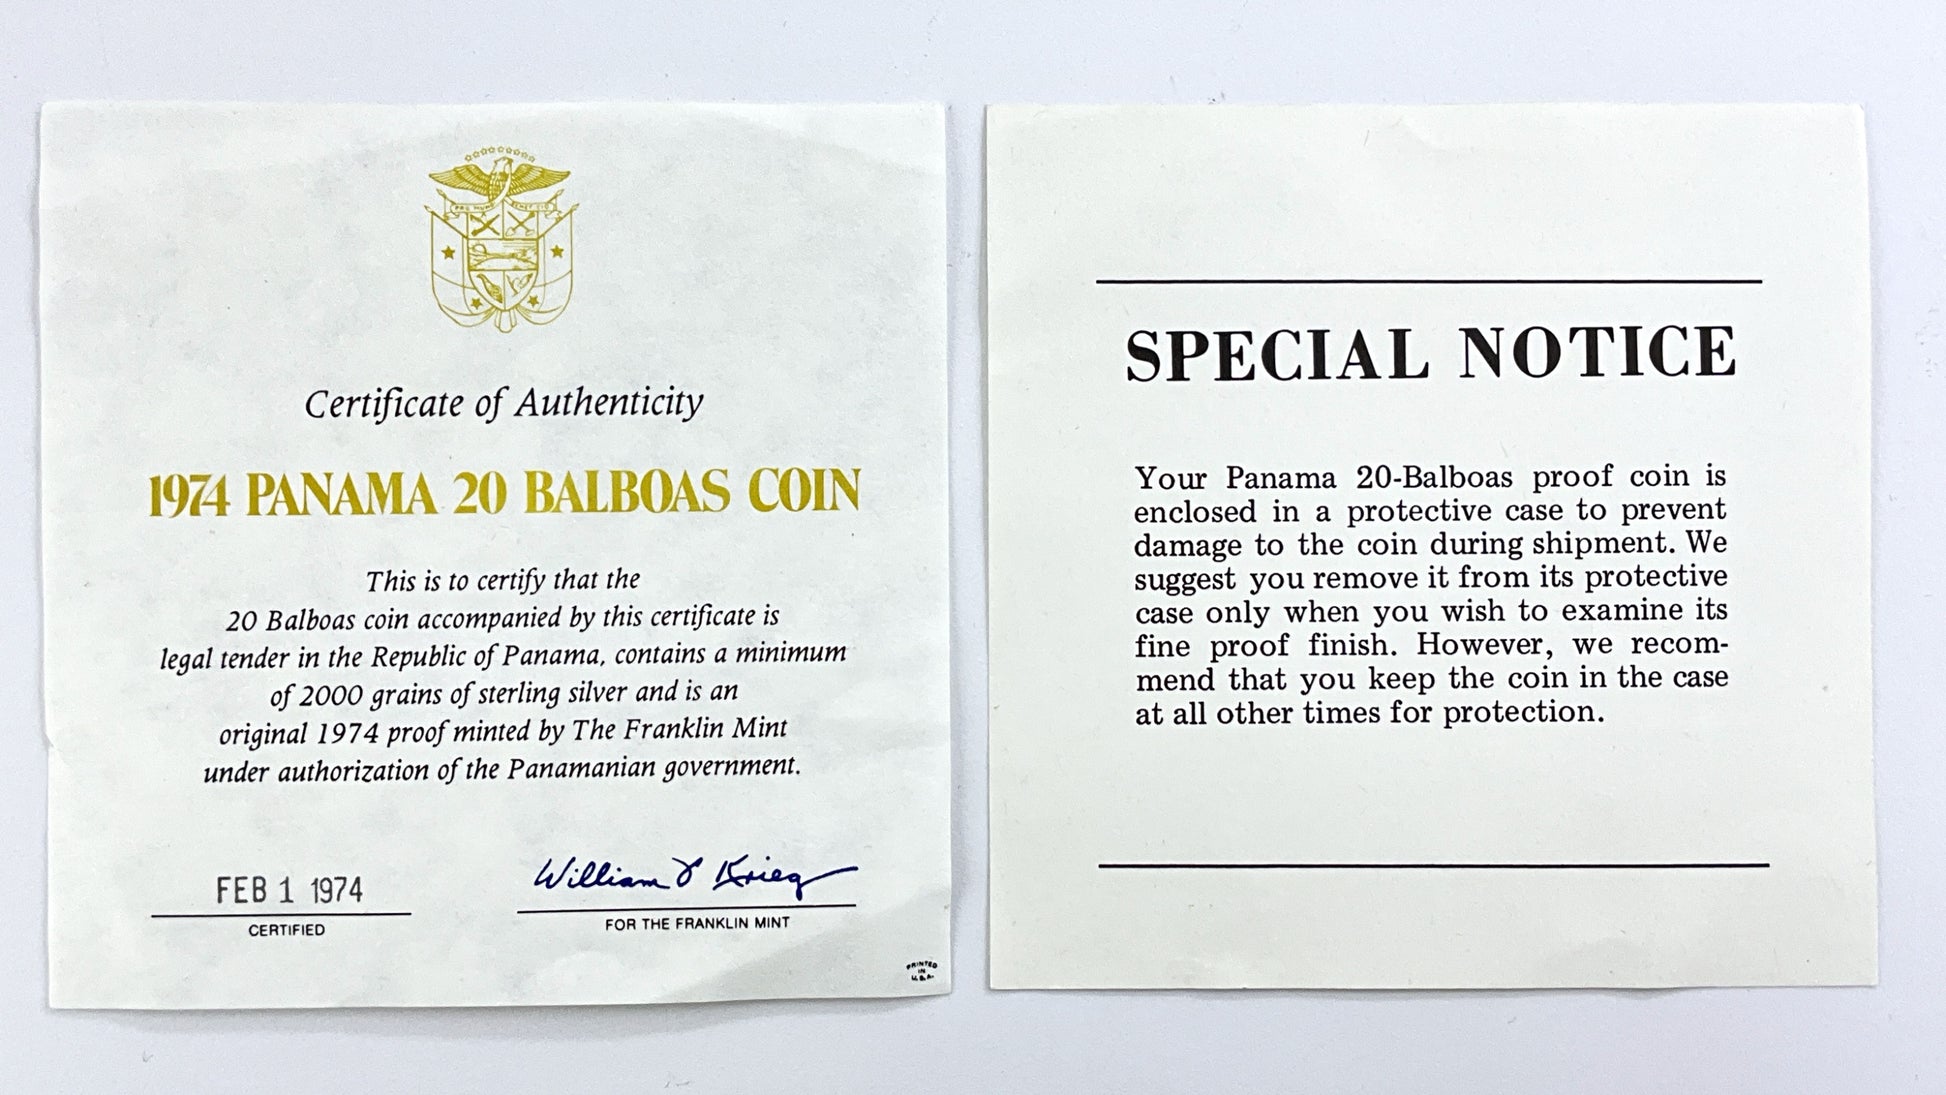 Certificate of Authenticity
1974 PANAMA 20 BALBOAS COIN
This is to certify that the
20 Balboas coin accompanied by this certificate is
legal tender in the Republic of Panama, contains a minimum
of 2000 grains of sterling silver and is an
original 1974 proof minted by The Franklin Mint
under authorization of the Panamanian government.
FEB 1 1974
CERTIFIED
William Krieg
FOR THE FRANKLIN MINT
PRINTED
IN
U.S.A.
SPECIAL NOTICE
Your Panama 20-Balboas proof coin is
enclosed in a protective case to prevent
damage to the coin during shipment. We
suggest you remove it from its protective
case only when you wish to examine its
fine proof finish. However, we recom-
mend that you keep the coin in the case
at all other times for protection.